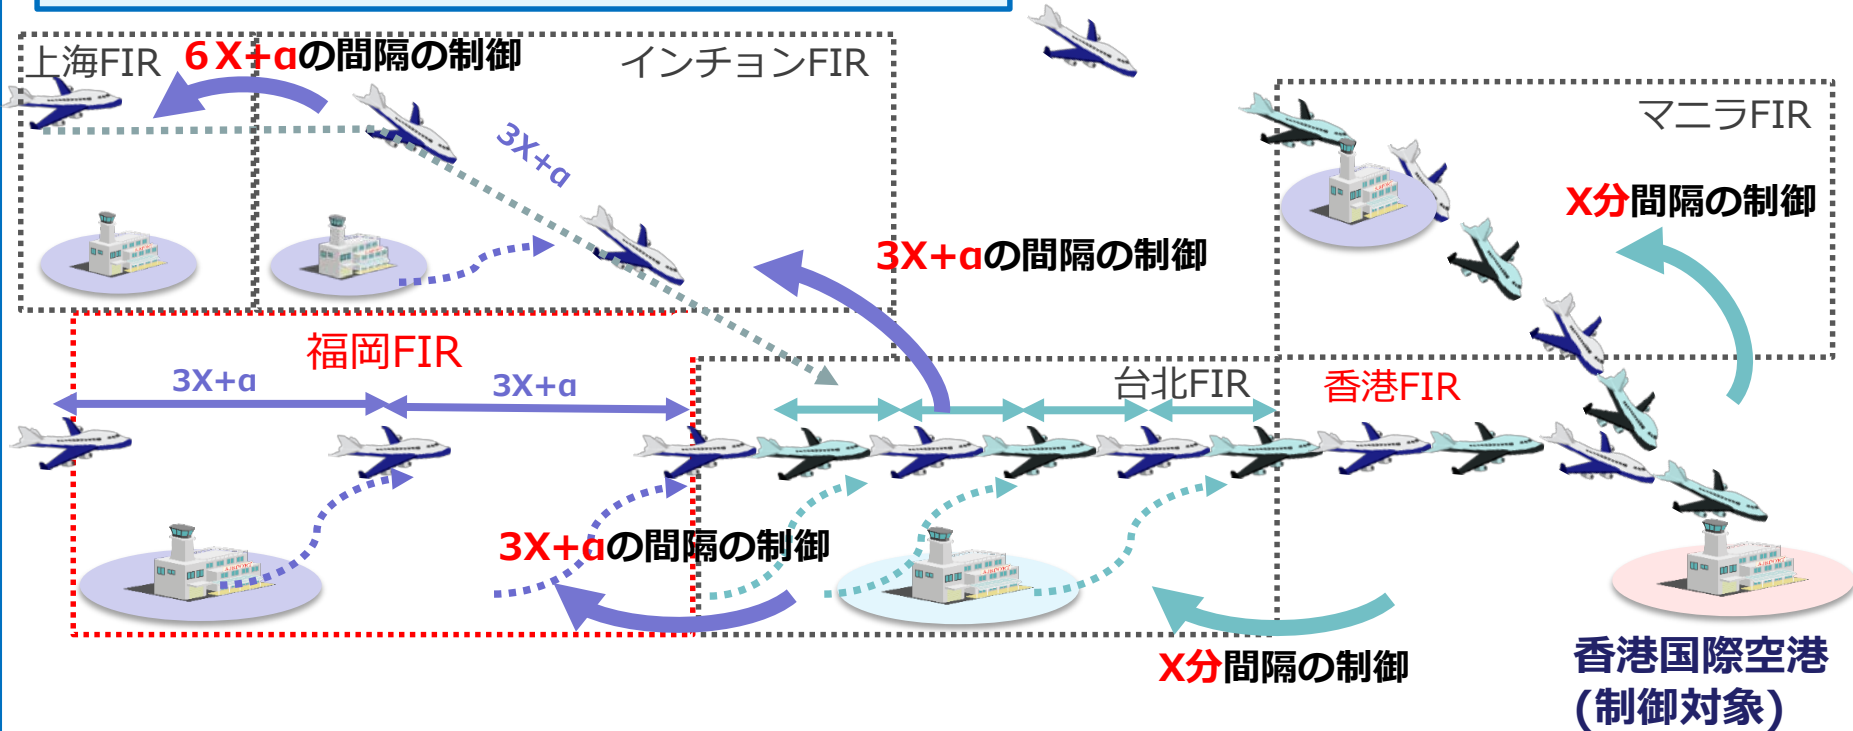 上海FIR
6X+αの間隔の制御
インチョンFIR
マニラFIR
3X+α
X分間隔の制御
3X+αの間隔の制御
福岡FIR
3X+α
3X+α
台北FIR
香港FIR
3X+αの間隔の制御
X分間隔の制御
香港国際空港
(制御対象)